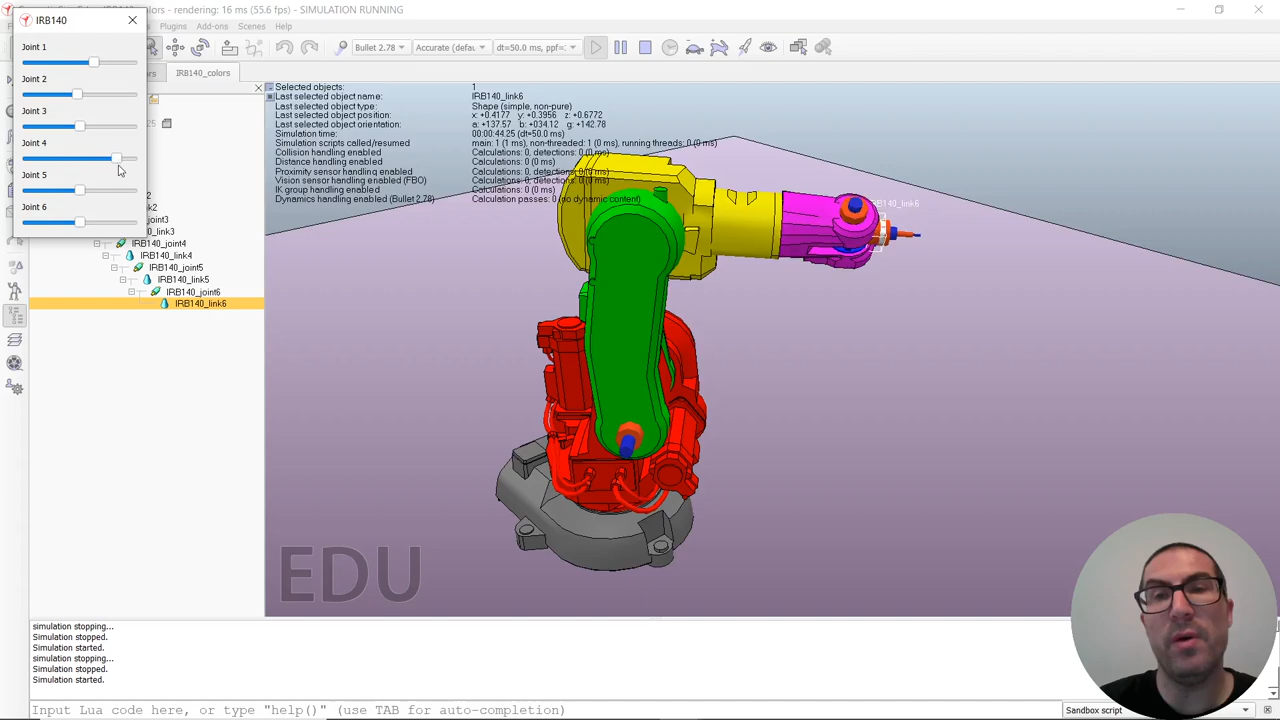 colors - rendering: 16 ms (55.6 fps) - SIMULATION RUNNING
IRB140
Plugins Add-ons Scenes Help
Joint 1
Bullet 2.78
Accurate (defau
dt=50.0 ms, ppf=
IRB140_colors
Joint 2
Joint 3
Joint 4
Joint 5
Joint 6
Selected objects: 1
Last selected object name: IRB140_link6
Last selected object type: Shape (simple, non-pure)
Last selected object position: x: +0.4177 y: +0.3956 z: +0.6772
Last selected object orientation: a: +137.57 b: +03.12 g: +142.78
Simulation time: 00:00:44.25 (dt=50.0 ms)
Simulation scripts called/resumed main: 1 (1 ms), non-threaded: 1 (0 ms), running threads: 0 (0 ms)
Collision handling enabled Calculations: 0, detections: 0 (0 ms)
Distance handling enabled Calculations: 0 (0 ms)
Proximity sensor handling enabled Calculations: 0, detections: 0 (0 ms)
Vision sensor handling enabled (FBO) Calculations: 0, detections: 0 (0 ms)
IK group handling enabled Calculations: 0 (0 ms)
Dynamics handling enabled (Bullet 2.78) Calculation passes: 0 (no dynamic content)
IRB140_joint4
IRB140_link4
IRB140_joint5
IRB140_link5
IRB140_joint6
IRB140_link6
EDU
simulation stopping...
Simulation stopped.
Simulation started.
simulation stopping...
Simulation stopped.
Simulation started.
Input Lua code here, or type "help()" (use TAB for auto-completion)
Sandbox script